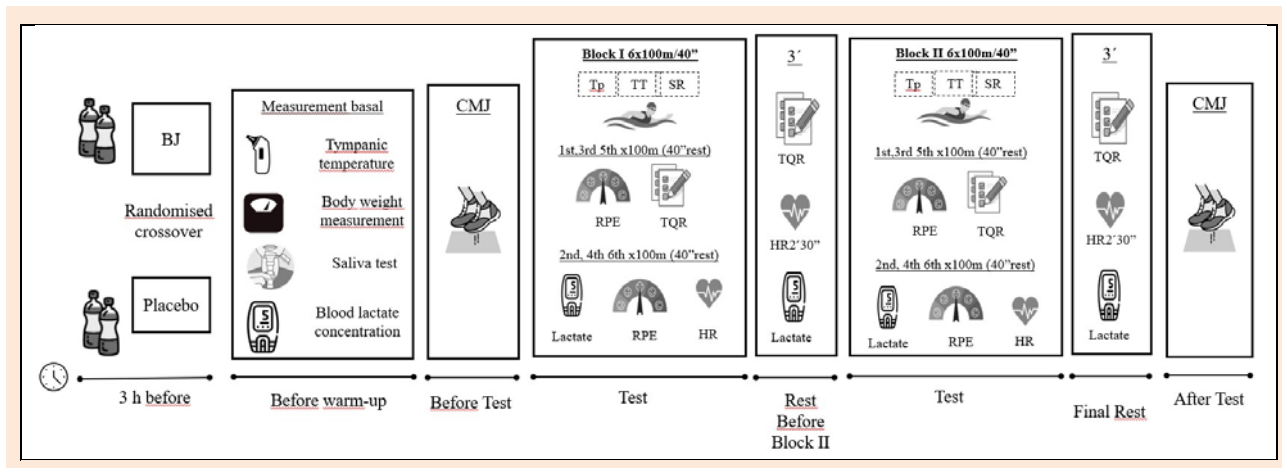 BJ
Randomised
crossover
Placebo
3 h before
Measurement basal
Tympanic
temperature
Body weight
measurement
Saliva test
Blood lactate
concentration
Before warm-up
CMJ
Before Test
Block I 6x100m/40”
Tp TT SR
1st,3rd 5th x100m (40”rest)
RPE TQR
2nd, 4th 6th x100m (40”rest)
Lactate RPE HR
Test
3´
TQR
HR2´30”
Lactate
Rest
Before
Block II
Block II 6x100m/40”
Tp TT SR
1st,3rd 5th x100m (40”rest)
RPE TQR
2nd, 4th 6th x100m (40”rest)
Lactate RPE HR
Test
3´
TQR
HR2´30”
Lactate
Final Rest
CMJ
After Test